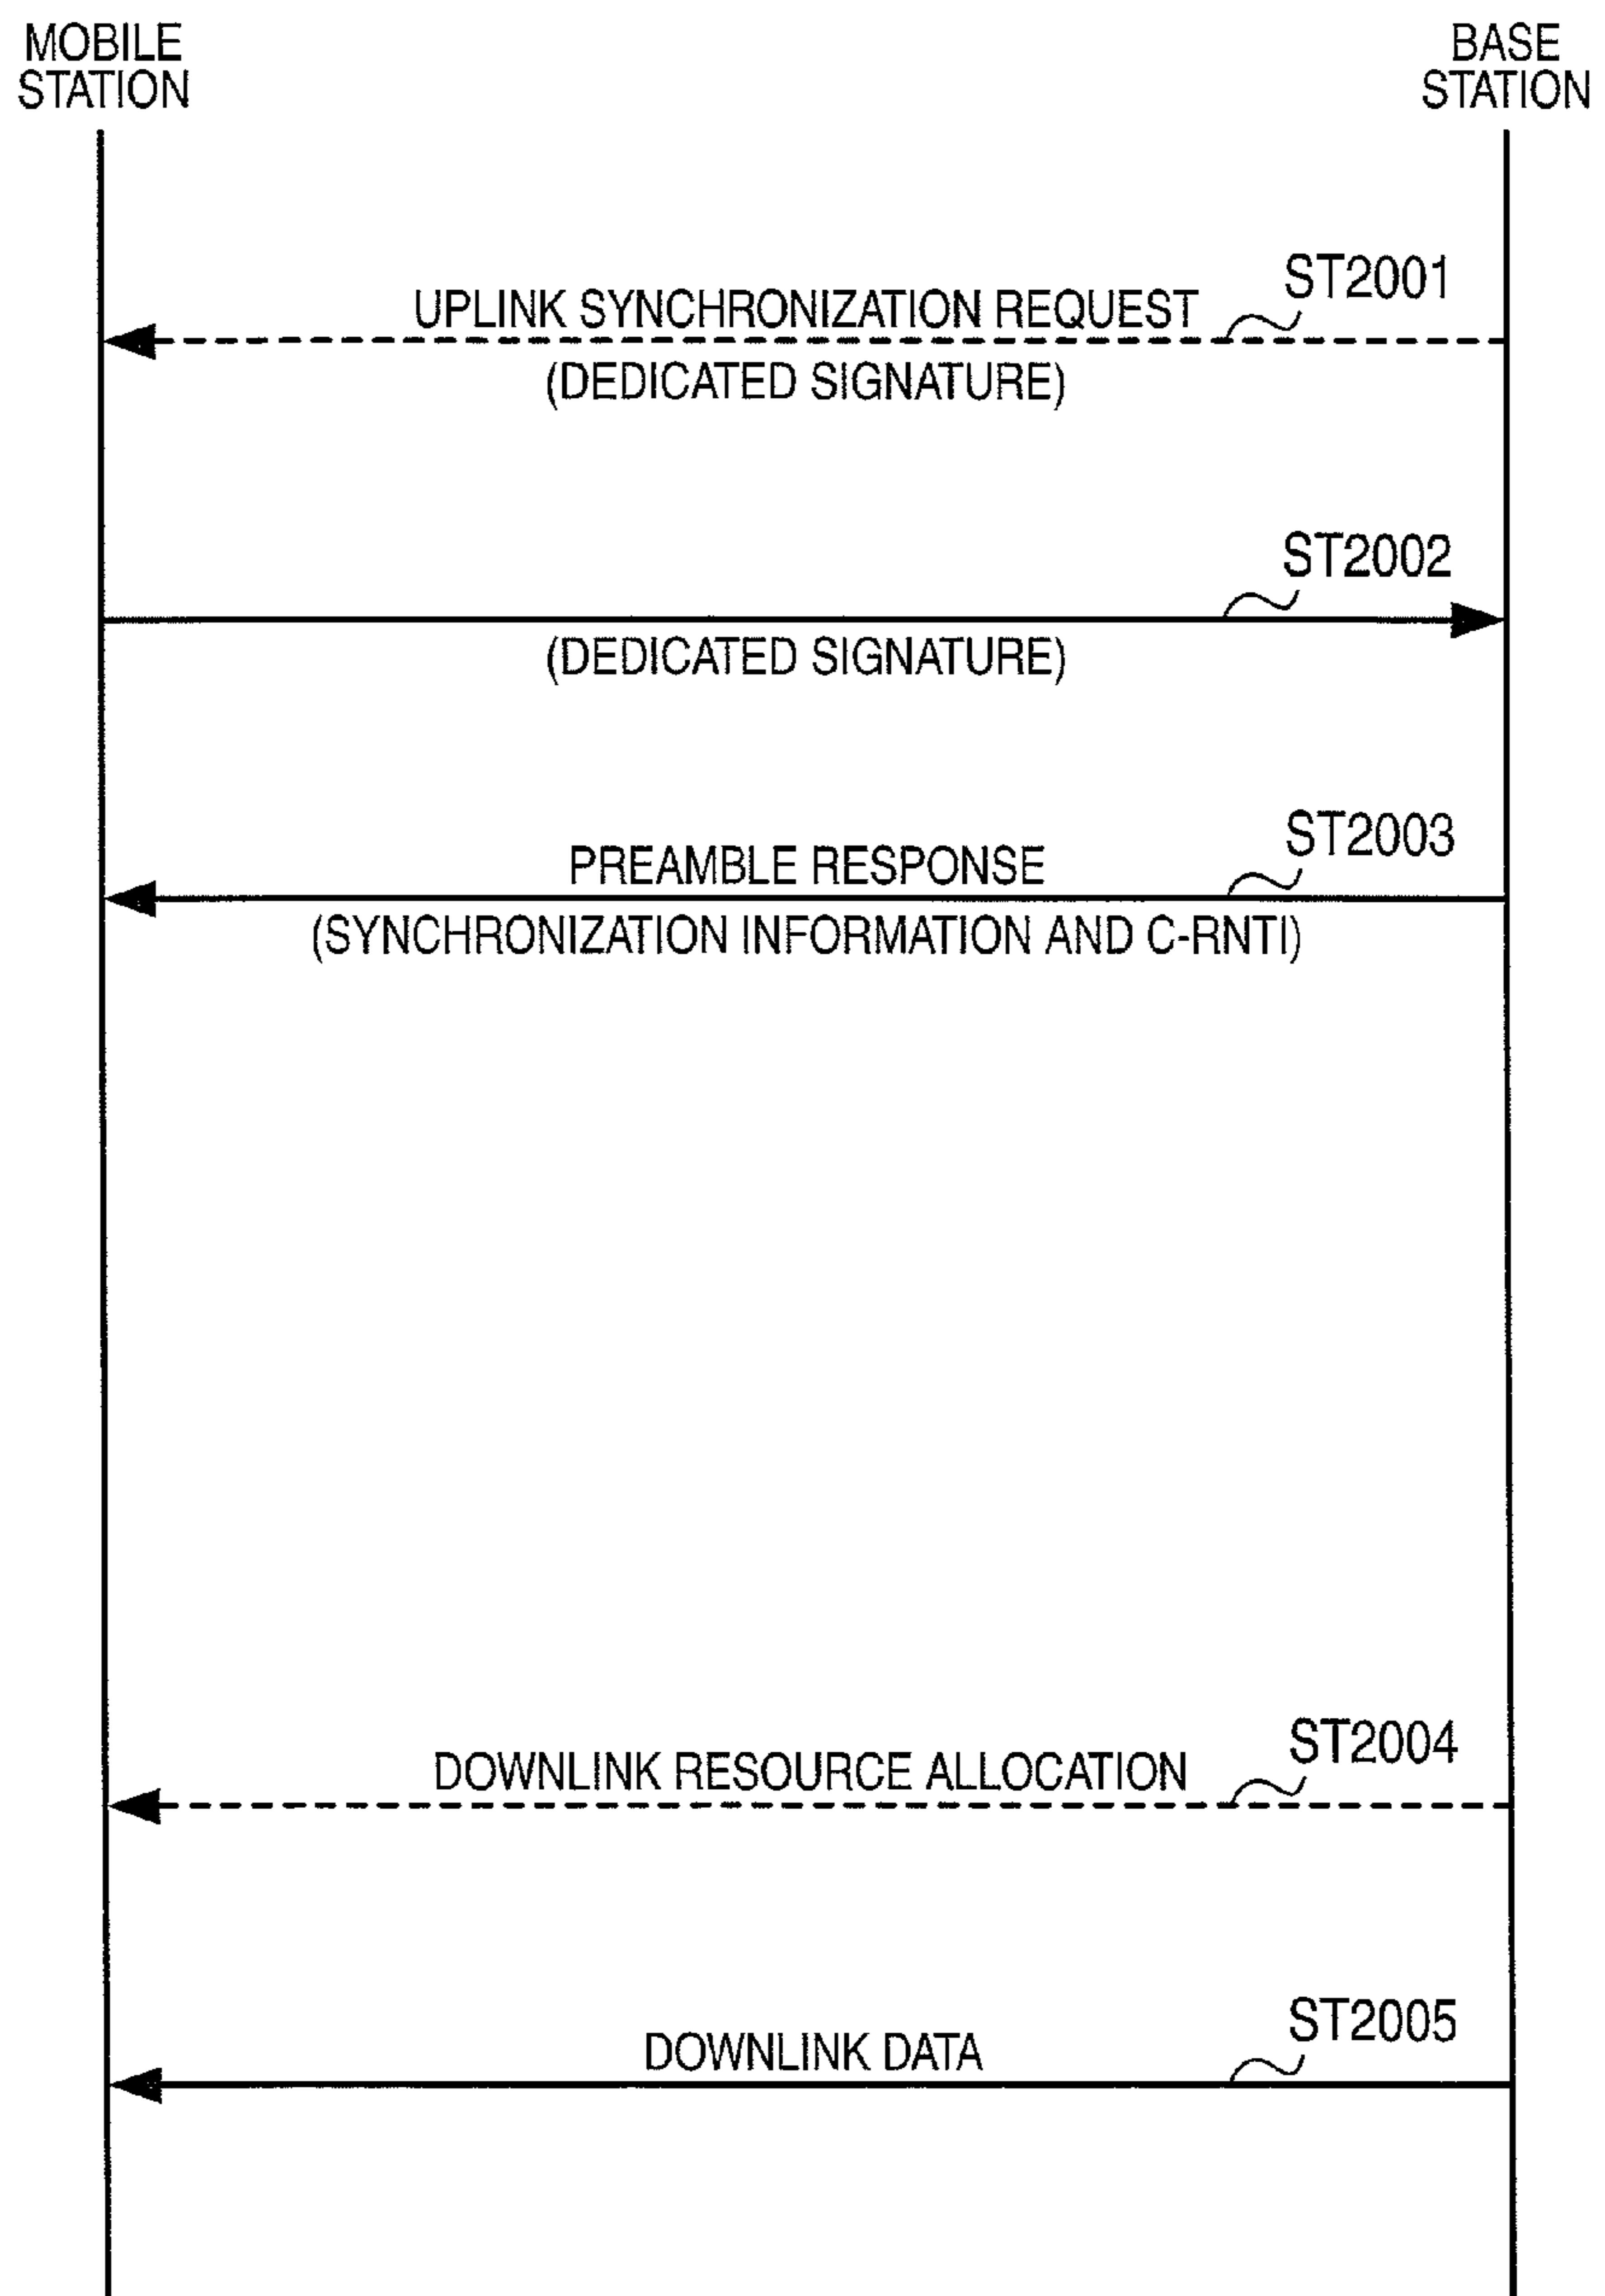 MOBILE
STATION
BASE
STATION
ST2001
UPLINK SYNCHRONIZATION REQUEST
(DEDICATED SIGNATURE)
ST2002
(DEDICATED SIGNATURE)
ST2003
PREAMBLE RESPONSE
(SYNCHRONIZATION INFORMATION AND C-RNTI)
ST2004
DOWNLINK RESOURCE ALLOCATION
ST2005
DOWNLINK DATA